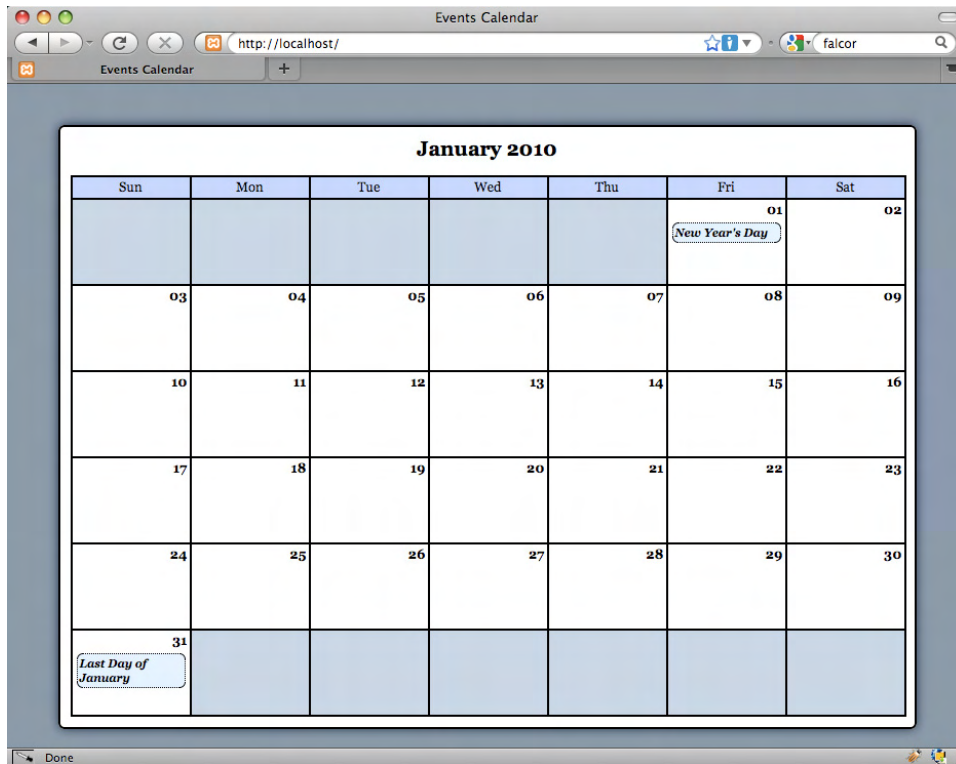 Events Calendar
http://localhost/
falcor
Events Calendar
+
January 2010
Sun Mon Tue Wed Thu Fri Sat
01 02
New Year's Day
03 04 05 06 07 08 09
10 11 12 13 14 15 16
17 18 19 20 21 22 23
24 25 26 27 28 29 30
31
Last Day of
January
Done